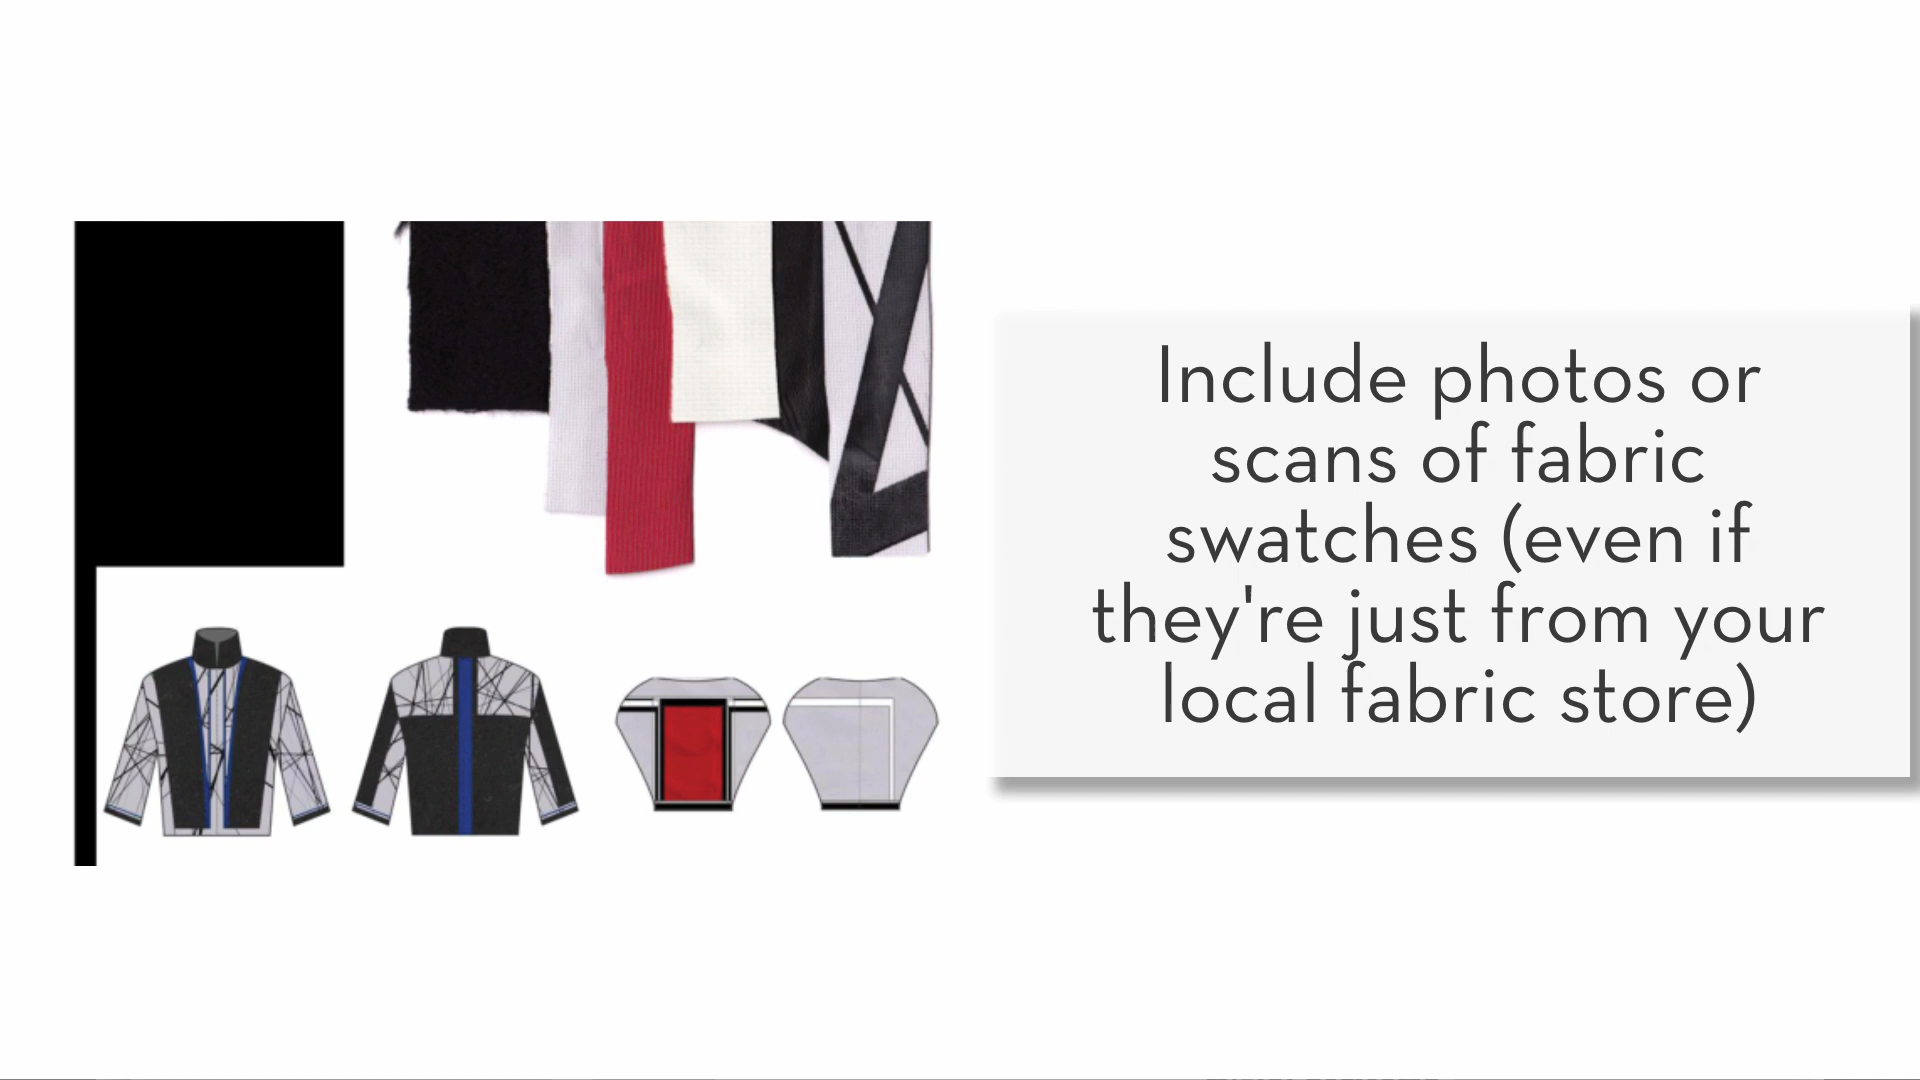 Include photos or
scans of fabric
swatches (even if
they're just from your
local fabric store)